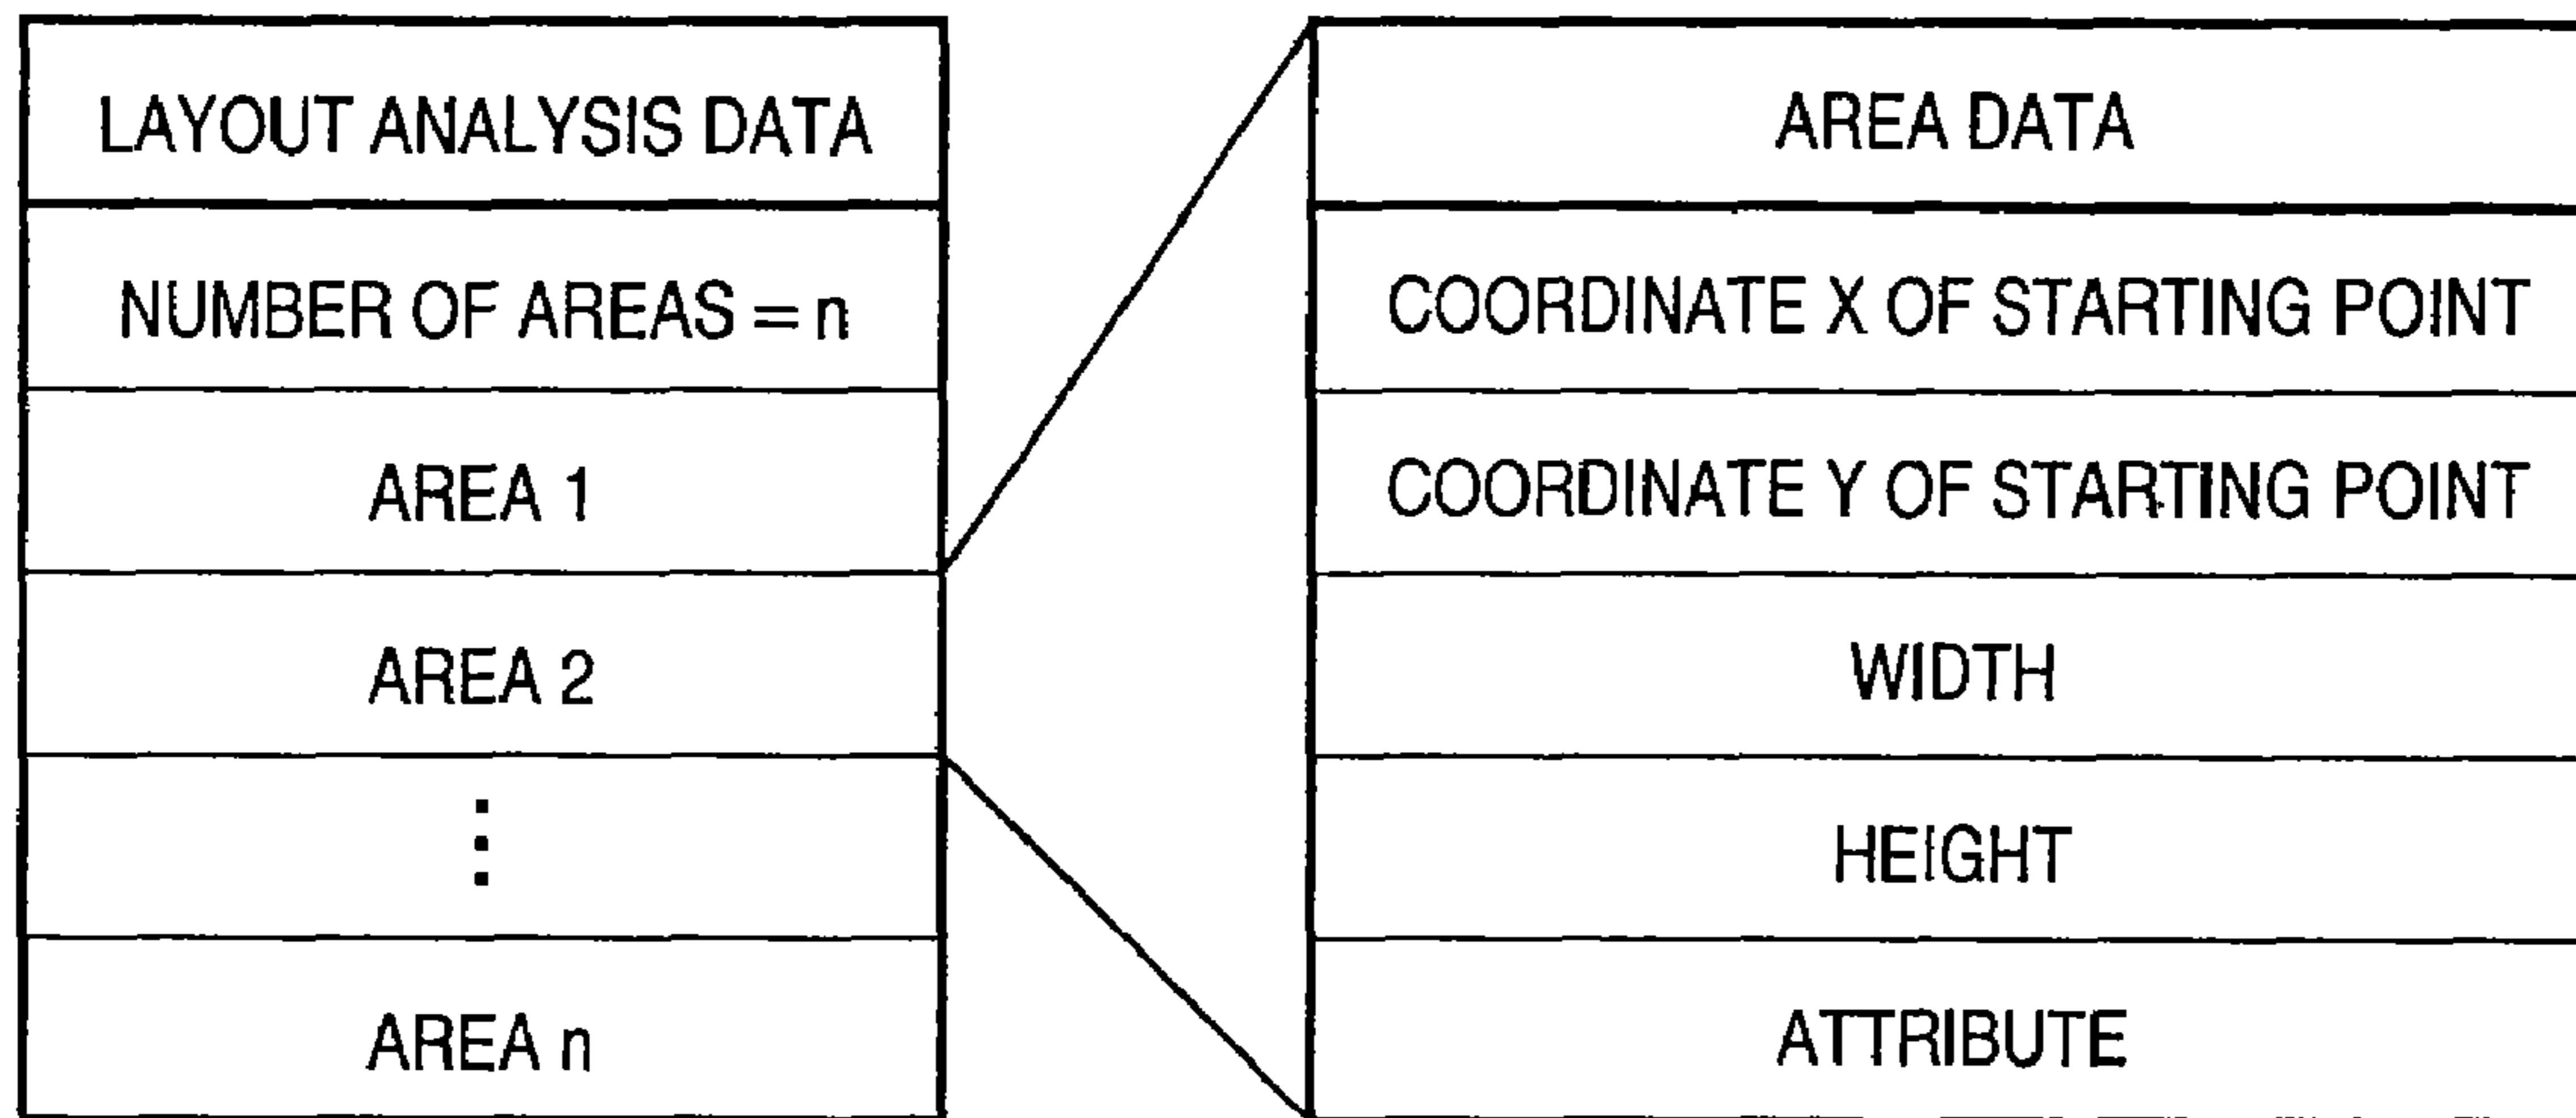 LAYOUT ANALYSIS DATA
NUMBER OF AREAS = n
AREA 1
AREA 2
⋮
AREA n
AREA DATA
COORDINATE X OF STARTING POINT
COORDINATE Y OF STARTING POINT
WIDTH
HEIGHT
ATTRIBUTE